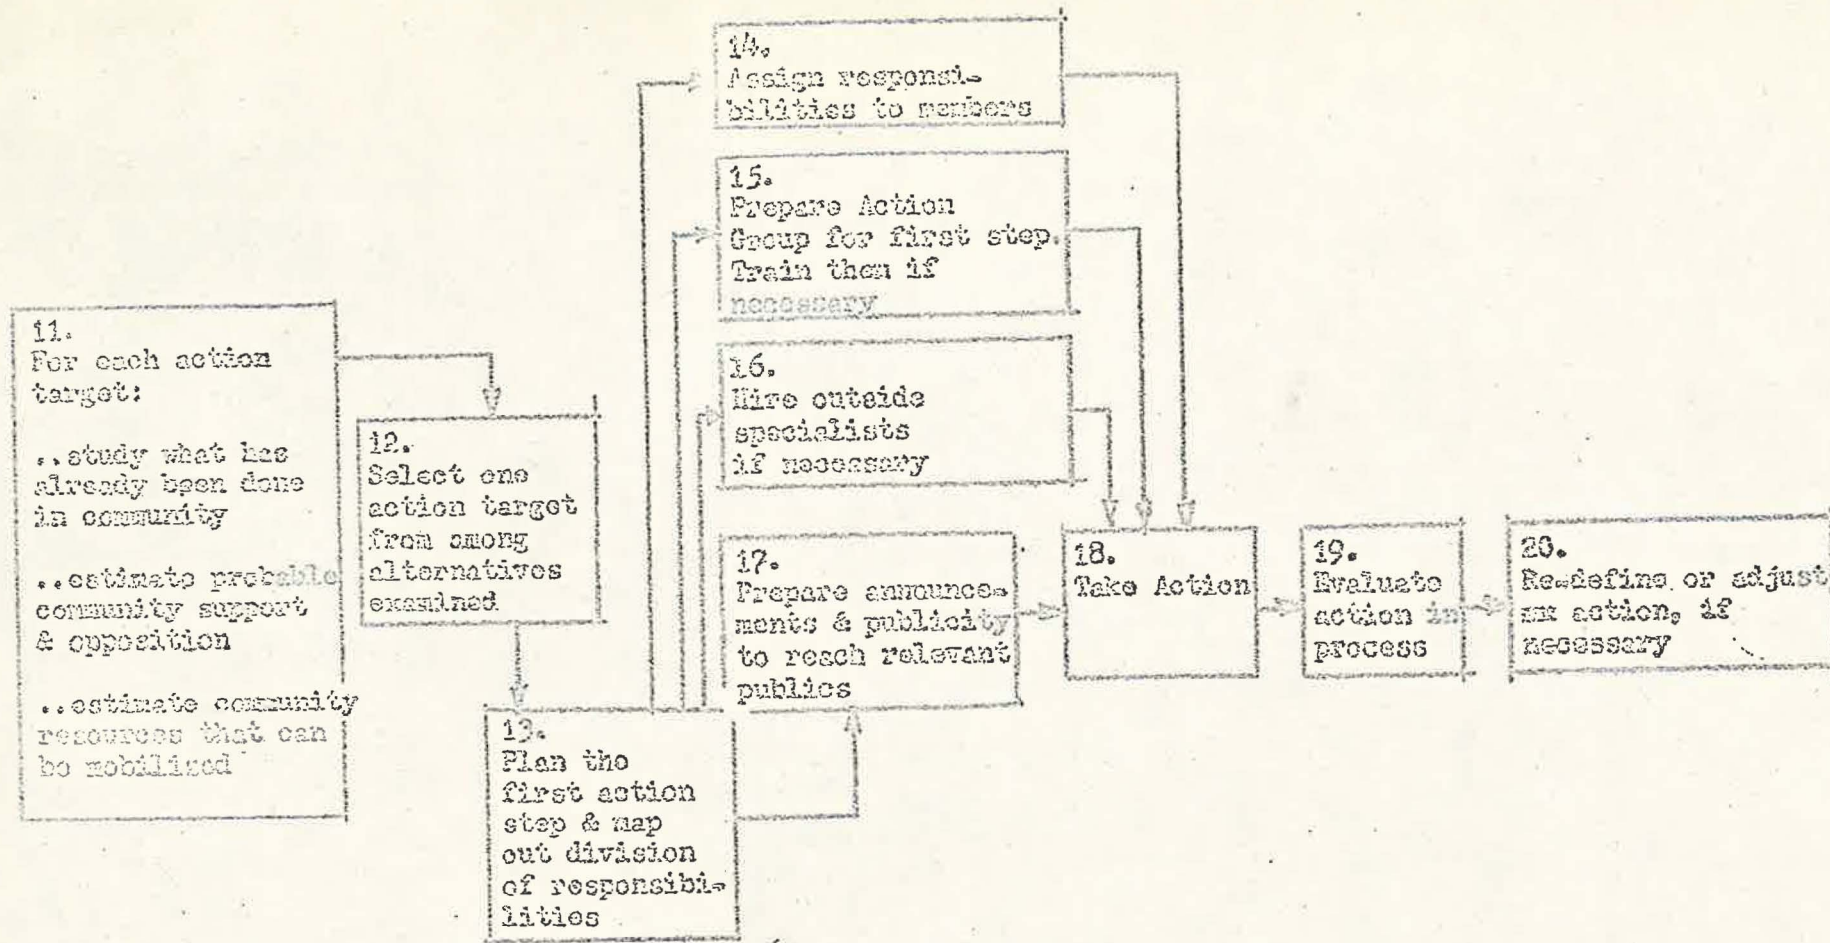 11.
For each action
target:
..study what has
already been done
in community
..estimate probable
community support
& opposition
..estimate community
resources that can
be mobilized
12.
Select one
action target
from among
alternatives
examined
13.
Plan the
first action
step & map
out division
of responsibi-
lities
14.
Assign responsi-
bilities to members
15.
Prepare Action
Group for first step.
Train them if
necessary
16.
Hire outside
specialists
if necessary
17.
Prepare announce-
ments & publicity
to reach relevant
publics
18.
Take Action
19.
Evaluate
action in
process
20.
Re-define or adjust
xx action, if
necessary